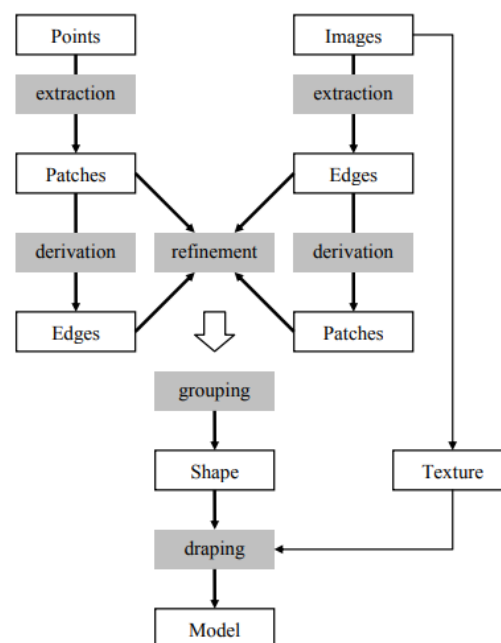 Points
Images
extraction
extraction
Patches
Edges
derivation
refinement
derivation
Edges
Patches
grouping
Shape
Texture
draping
Model